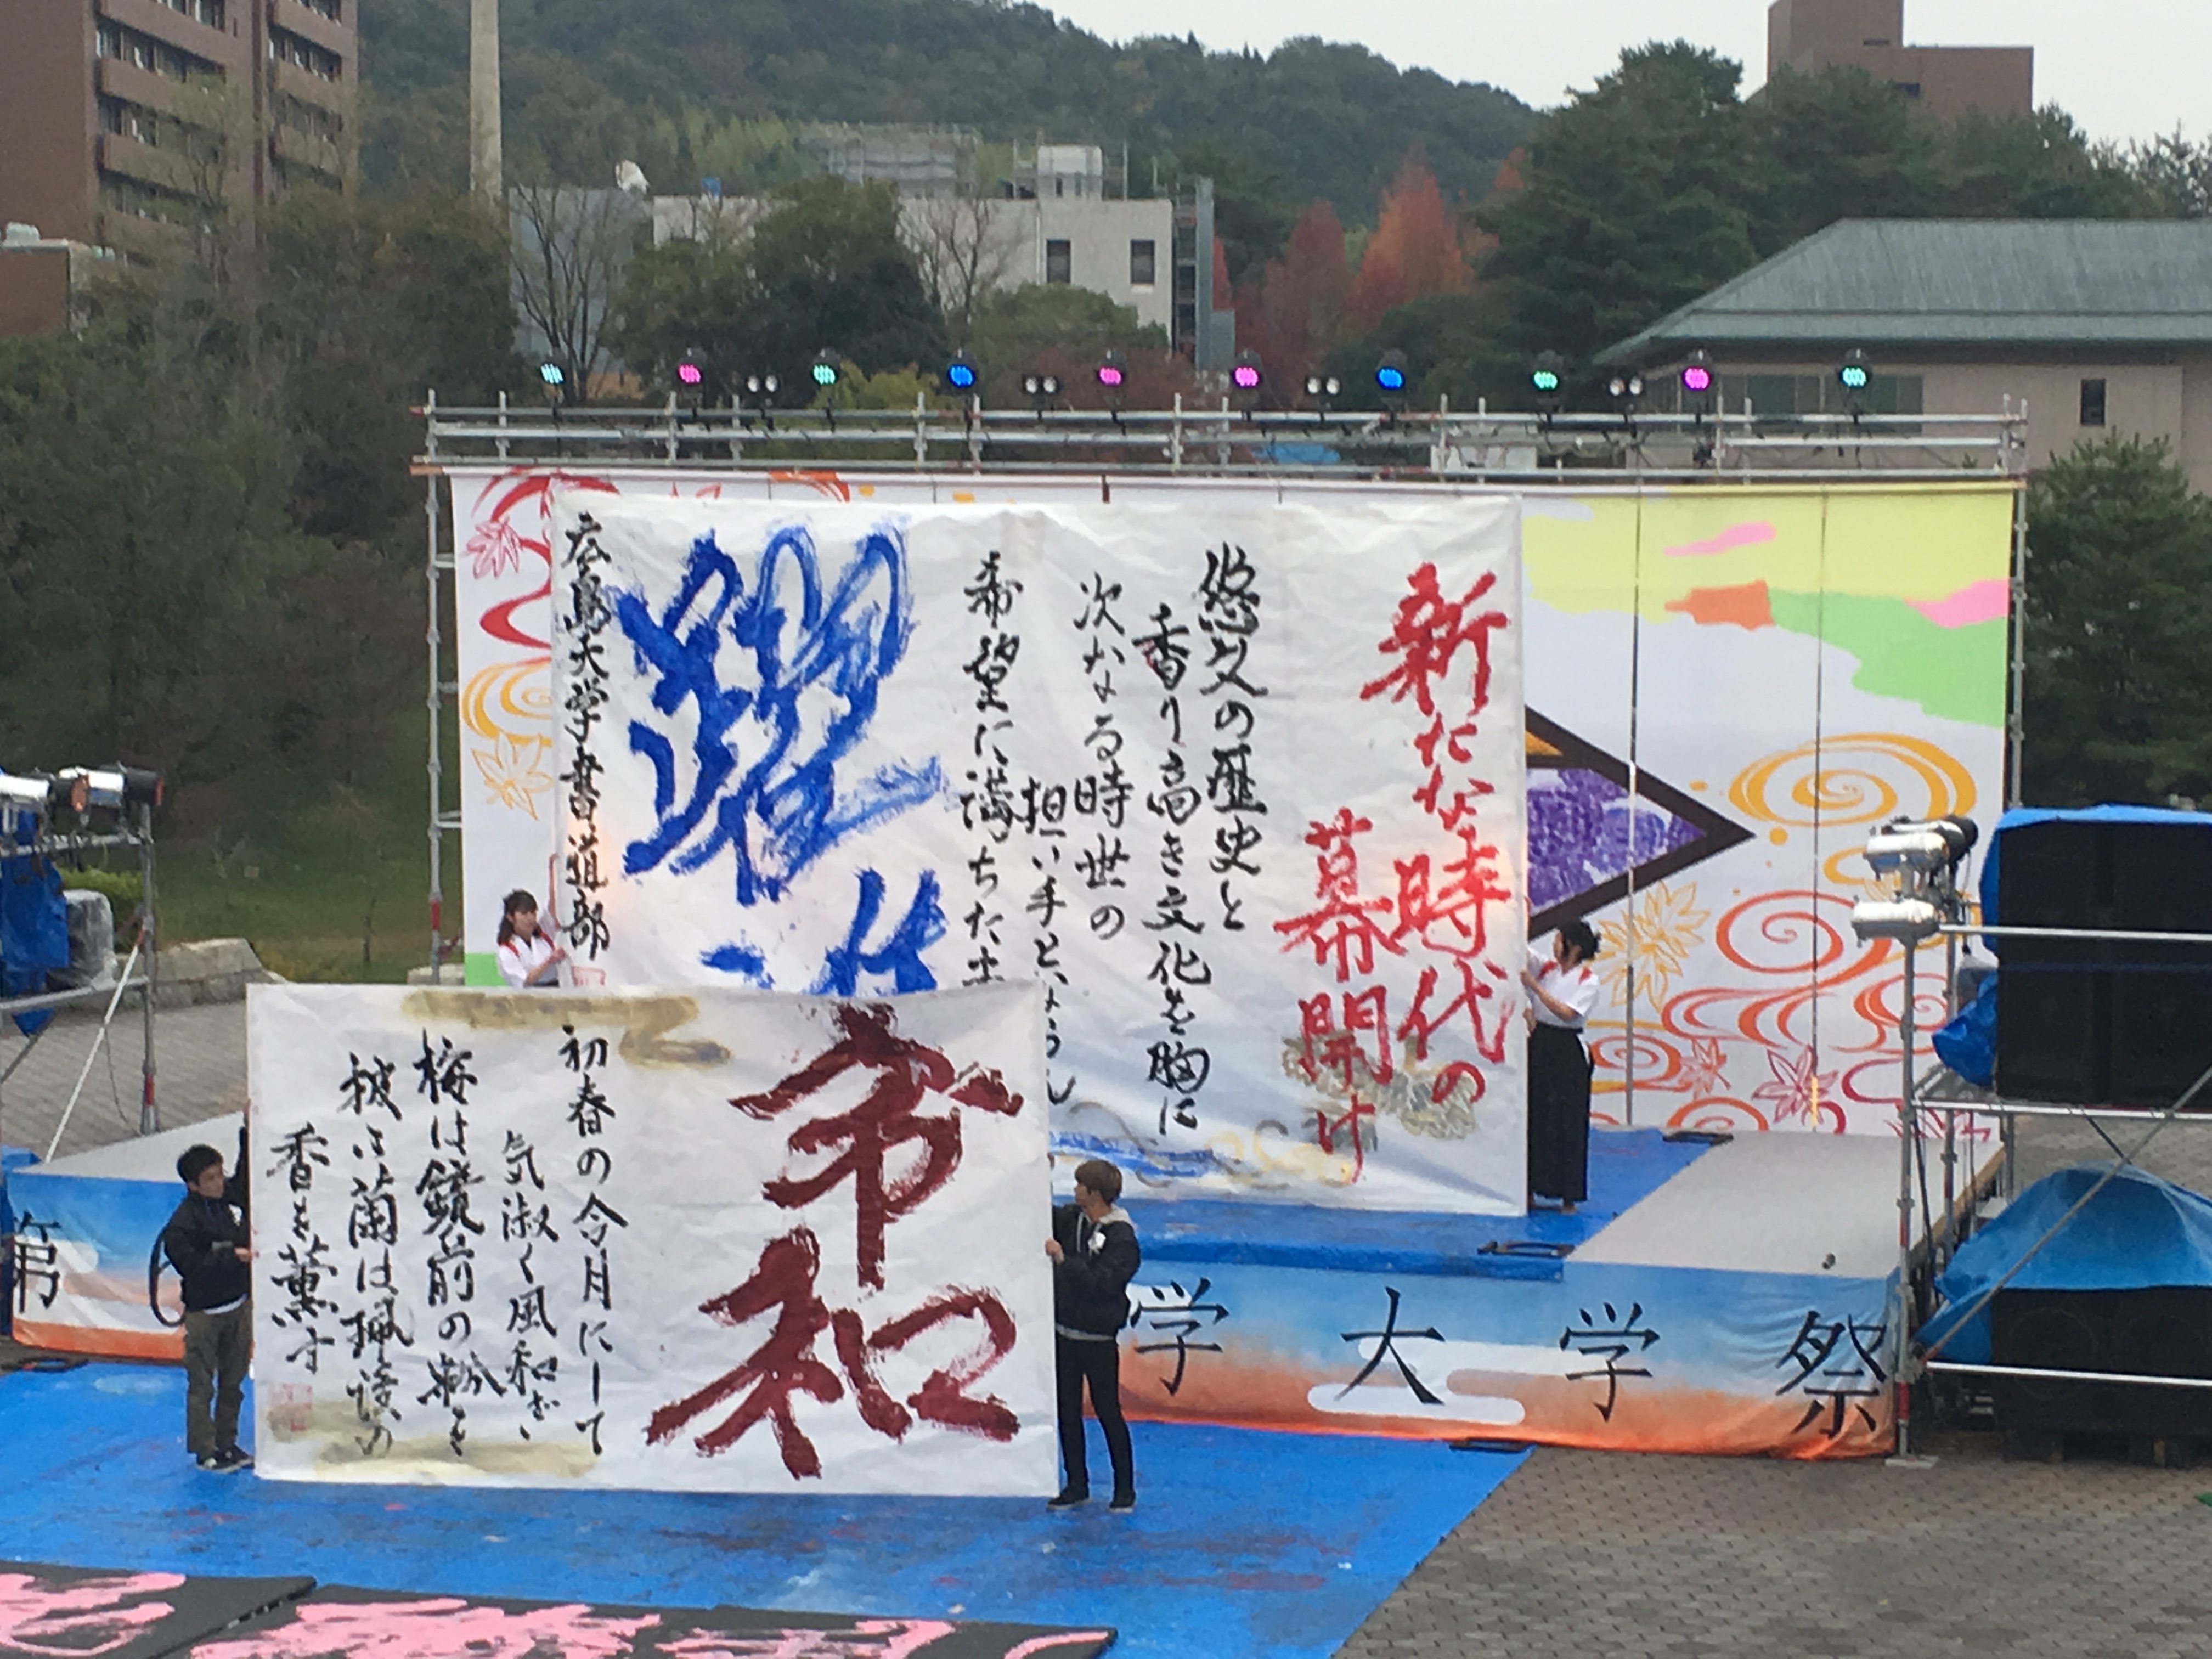 新たな時代の
幕開け
悠久の歴史と
香り高き文化を胸に
次なる時世の
担い手とならん
希望に満ちた
躍
広島大学書道部
令和
初春の令月にして
気淑く風和ぎ
梅は鏡前の粉を
披き
蘭は珮後の
香を薫す
第
学大学祭